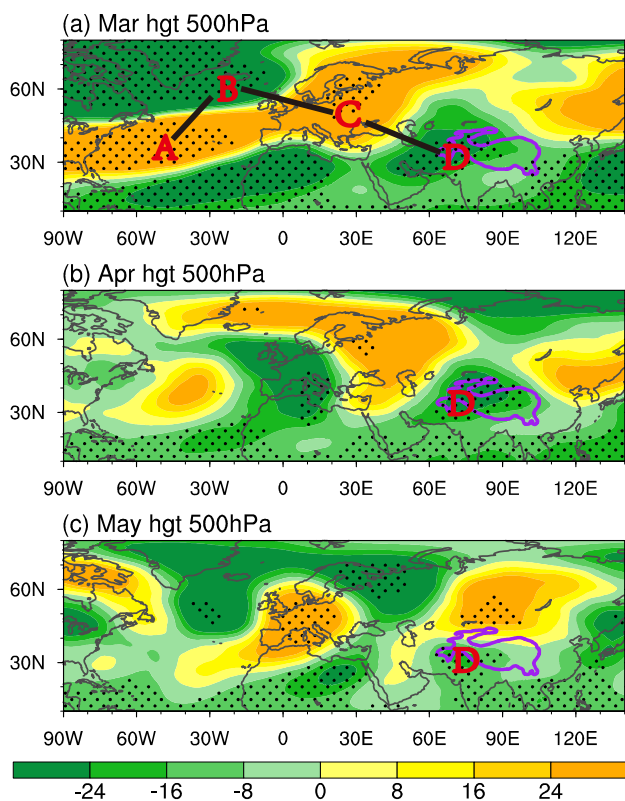 (a) Mar hgt 500hPa
60N
30N
A
B
C
D
90W 60W 30W 0 30E 60E 90E 120E
(b) Apr hgt 500hPa
60N
30N
D
90W 60W 30W 0 30E 60E 90E 120E
(c) May hgt 500hPa
60N
30N
D
90W 60W 30W 0 30E 60E 90E 120E
-24 -16 -8 0 8 16 24